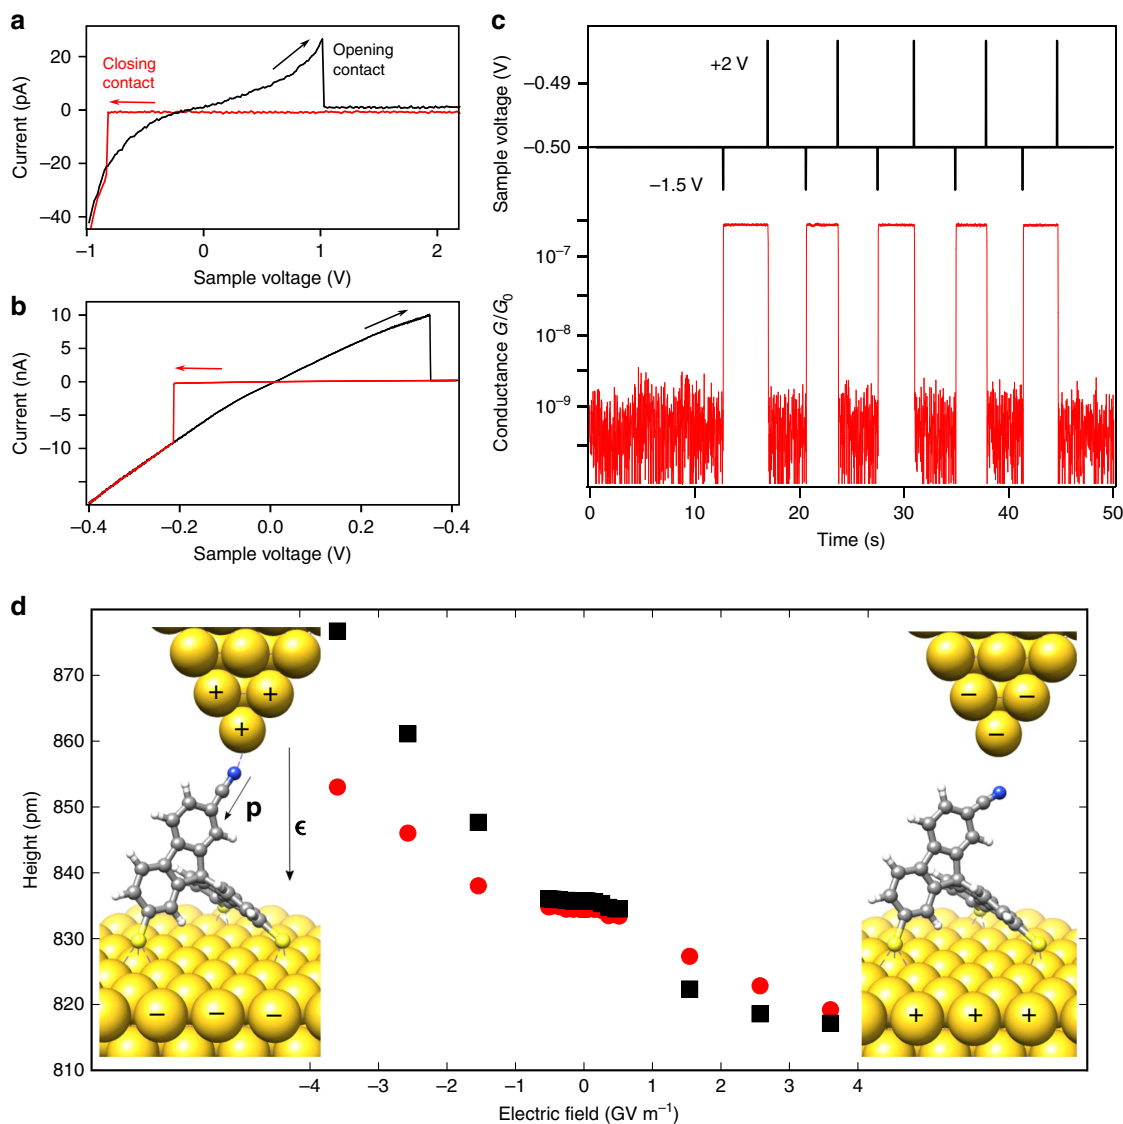 a
Current (pA)
20
0
−20
−40
Closing
contact
Opening
contact
−1
0
1
2
Sample voltage (V)
b
Current (nA)
10
5
0
−5
−10
−0.4
−0.2
0.0
0.2
−0.4
Sample voltage (V)
c
Sample voltage (V)
−0.49
−0.50
+2 V
−1.5 V
Conductance G/G0
10−7
10−8
10−9
0
10
20
30
40
50
Time (s)
d
Height (pm)
870
860
850
840
830
820
810
+ +
+
p
ϵ
− − −
− −
−
+ + +
−4
−3
−2
−1
0
1
2
3
4
Electric field (GV m−1)